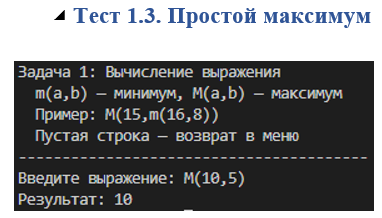 Тест 1.3. Простой максимум
Задача 1: Вычисление выражения
m(a,b) – минимум, M(a,b) – максимум
Пример: M(15,m(16,8))
Пустая строка – возврат в меню
----------------------------------------
Введите выражение: M(10,5)
Результат: 10